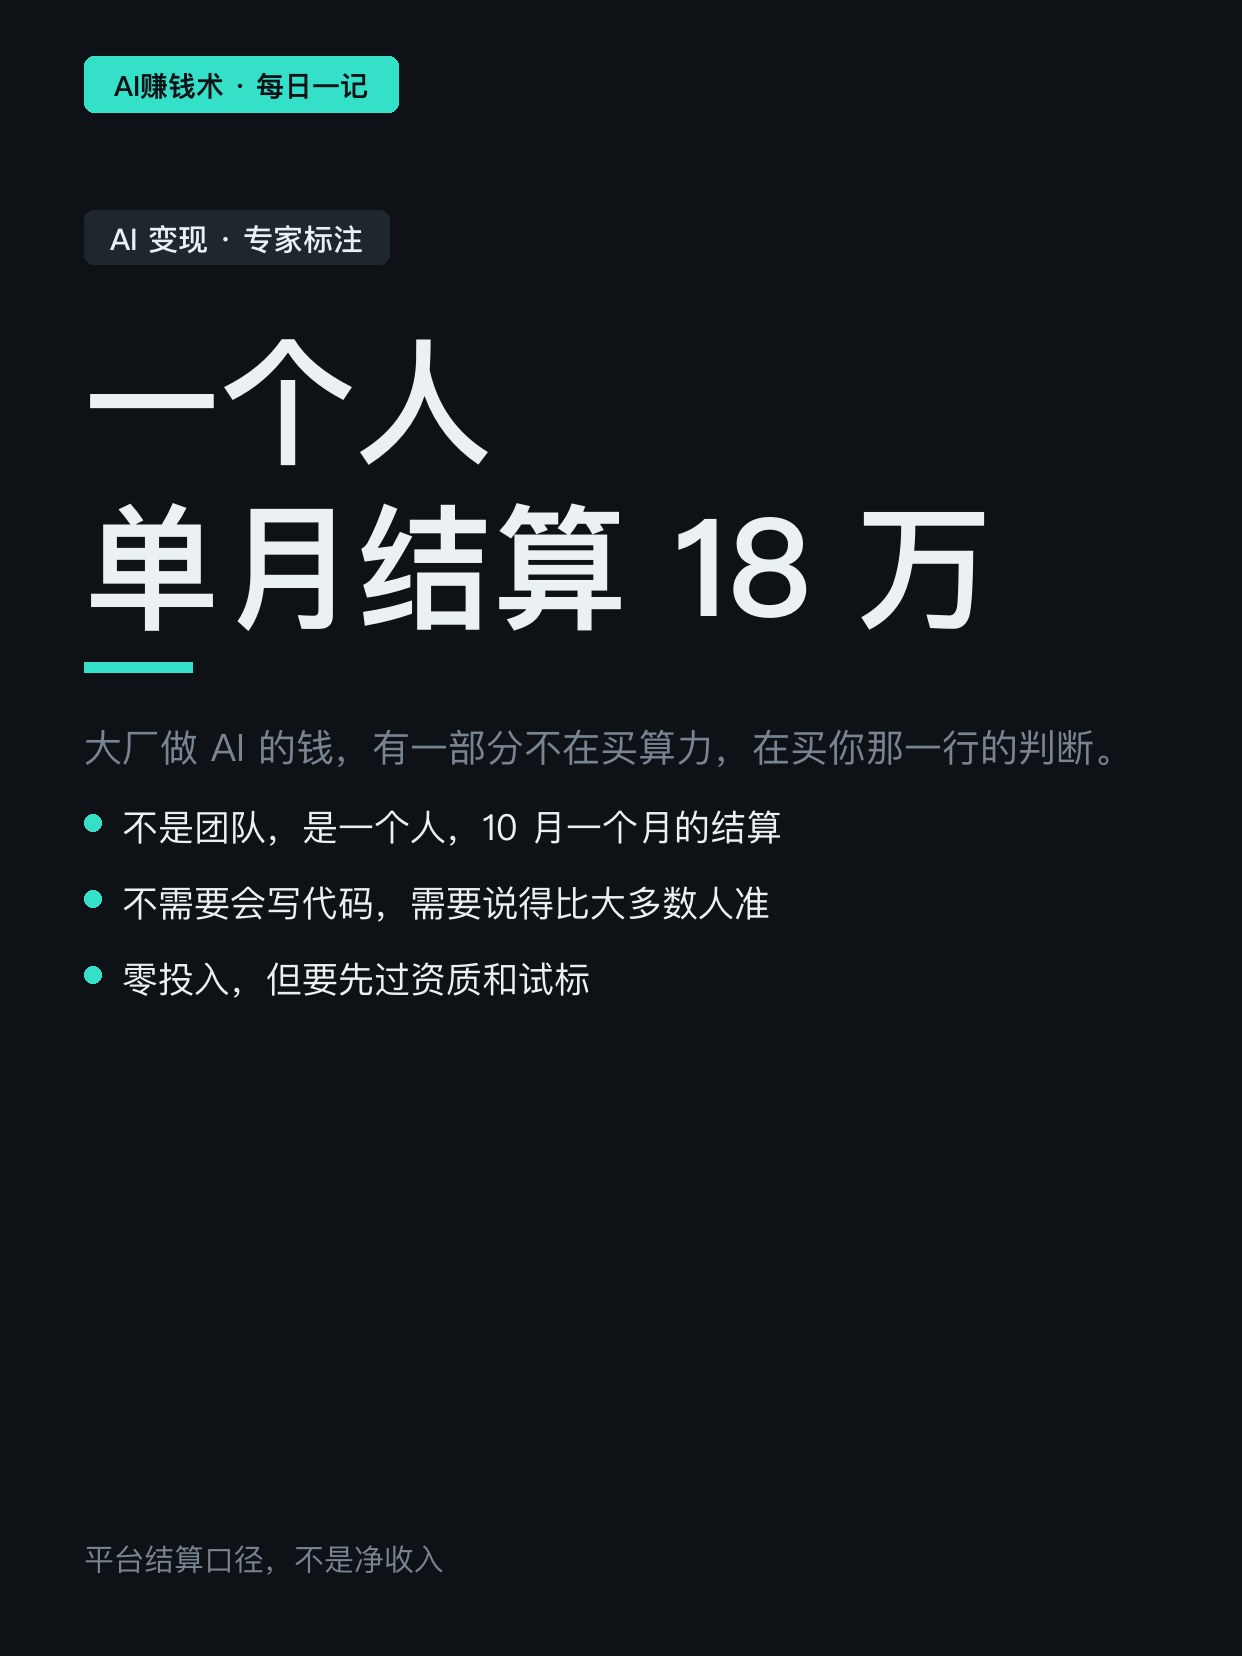 AI赚钱术 · 每日一记
AI 变现 · 专家标注
一个人
单月结算 18 万
大厂做 AI 的钱，有一部分不在买算力，在买你那一行的判断。
不是团队，是一个人，10 月一个月的结算
不需要会写代码，需要说得比大多数人准
零投入，但要先过资质和试标
平台结算口径，不是净收入